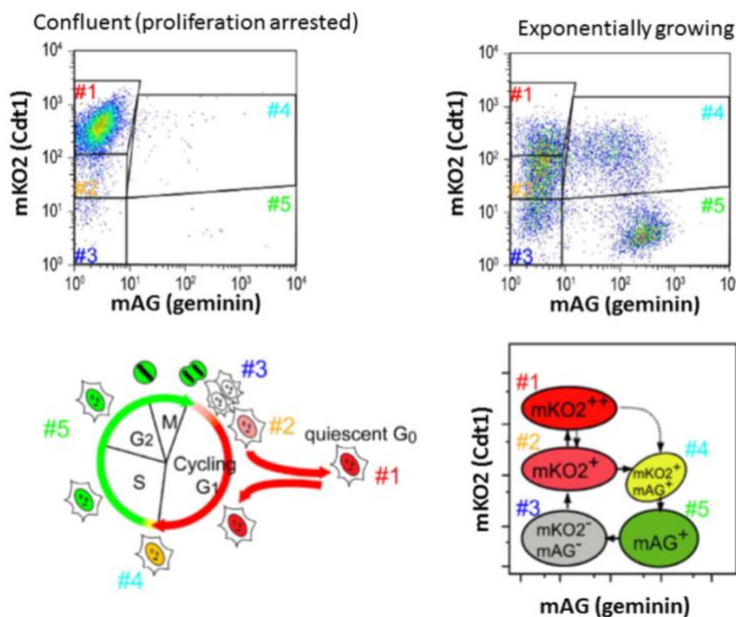 Confluent (proliferation arrested)
10⁴
10³
10²
10¹
10⁰
mKO2 (Cdt1)
#1
#2
#3
#4
#5
10⁰ 10¹ 10² 10³ 10⁴
mAG (geminin)
Exponentially growing
10⁴
10³
10²
10¹
10⁰
mKO2 (Cdt1)
#1
#3
#4
#5
10⁰ 10¹ 10² 10³ 10⁴
mAG (geminin)
#3
#2
#5
M
G₂
S
Cycling
G₁
quiescent G₀
#1
#4
mKO2 (Cdt1)
#1
mKO2⁺⁺
#2
mKO2⁺
#4
mKO2⁺
mAG⁺
#3
mKO2⁻
mAG⁻
#5
mAG⁺
mAG (geminin)